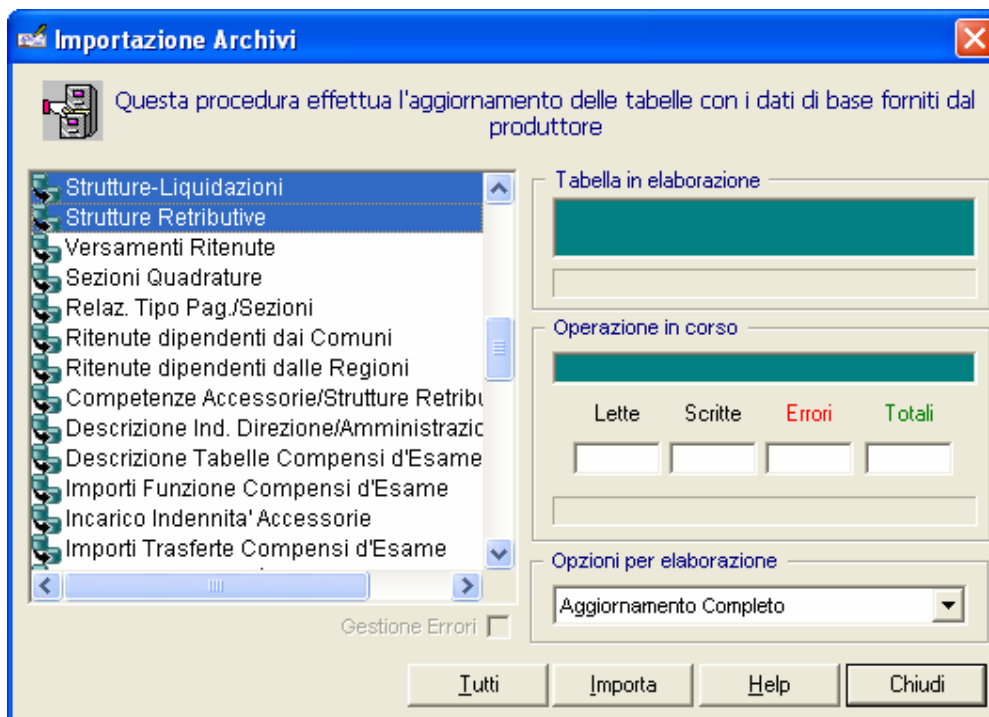 Importazione Archivi
Questa procedura effettua l'aggiornamento delle tabelle con i dati di base forniti dal
produttore
Strutture-Liquidazioni
Strutture Retributive
Versamenti Ritenute
Sezioni Quadrature
Relaz. Tipo Pag./Sezioni
Ritenute dipendenti dai Comuni
Ritenute dipendenti dalle Regioni
Competenze Accessorie/Strutture Retribu
Descrizione Ind. Direzione/Amministrazic
Descrizione Tabelle Compensi d'Esame
Importi Funzione Compensi d'Esame
Incarico Indennita' Accessorie
Importi Trasferte Compensi d'Esame
Gestione Errori
Tabella in elaborazione
Operazione in corso
Lette Scritte Errori Totali
Opzioni per elaborazione
Aggiornamento Completo
Tutti Importa Help Chiudi